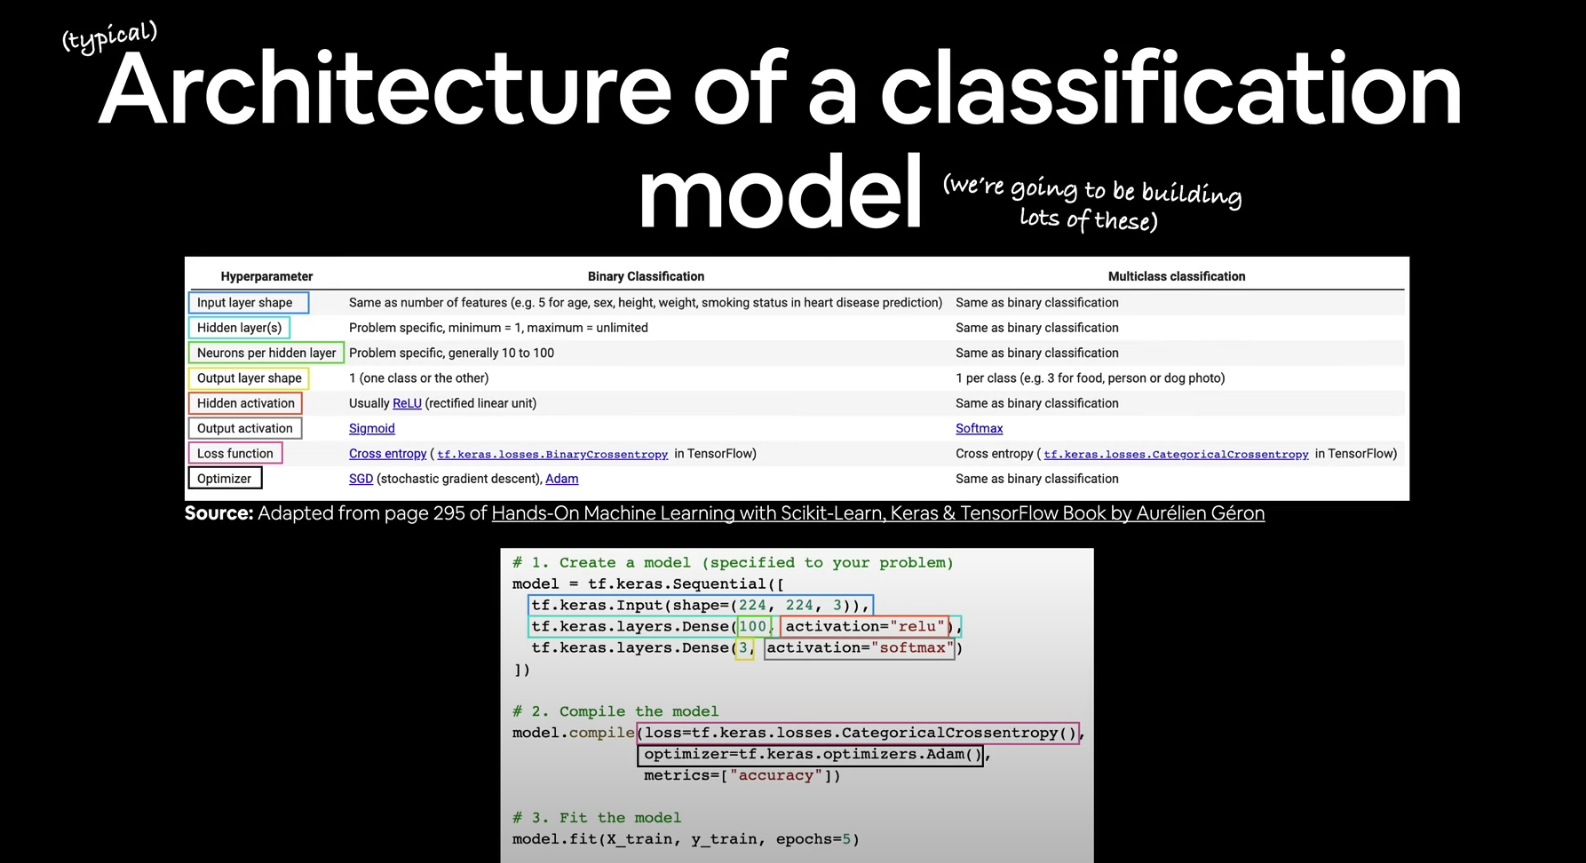 (typical)
Architecture of a classification
model (we're going to be building
lots of these)
Hyperparameter Binary Classification Multiclass classification
Input layer shape Same as number of features (e.g. 5 for age, sex, height, weight, smoking status in heart disease prediction) Same as binary classification
Hidden layer(s) Problem specific, minimum = 1, maximum = unlimited Same as binary classification
Neurons per hidden layer Problem specific, generally 10 to 100 Same as binary classification
Output layer shape 1 (one class or the other) 1 per class (e.g. 3 for food, person or dog photo)
Hidden activation Usually ReLU (rectified linear unit) Same as binary classification
Output activation Sigmoid Softmax
Loss function Cross entropy ( tf.keras.losses.BinaryCrossentropy in TensorFlow) Cross entropy ( tf.keras.losses.CategoricalCrossentropy in TensorFlow)
Optimizer SGD (stochastic gradient descent), Adam Same as binary classification
Source: Adapted from page 295 of Hands-On Machine Learning with Scikit-Learn, Keras & TensorFlow Book by Aurélien Géron
# 1. Create a model (specified to your problem)
model = tf.keras.Sequential([
tf.keras.Input(shape=(224, 224, 3)),
tf.keras.layers.Dense(100, activation="relu"),
tf.keras.layers.Dense(3, activation="softmax")
])
# 2. Compile the model
model.compile(loss=tf.keras.losses.CategoricalCrossentropy(),
optimizer=tf.keras.optimizers.Adam(),
metrics=["accuracy"])
# 3. Fit the model
model.fit(X_train, y_train, epochs=5)